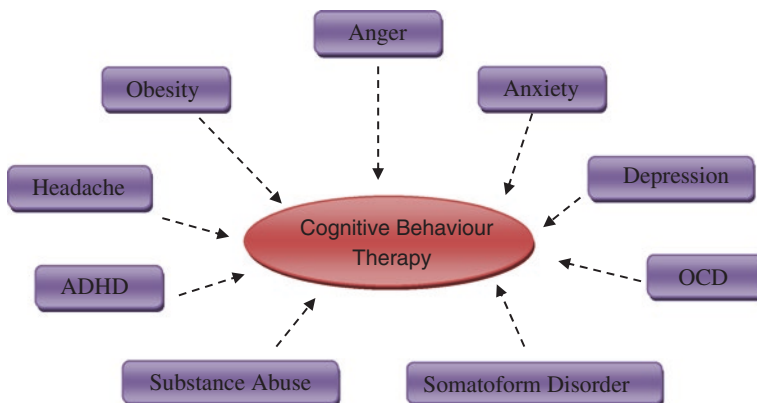 Anger
Obesity
Anxiety
Headache
Depression
Cognitive Behaviour
Therapy
ADHD
OCD
Substance Abuse
Somatoform Disorder